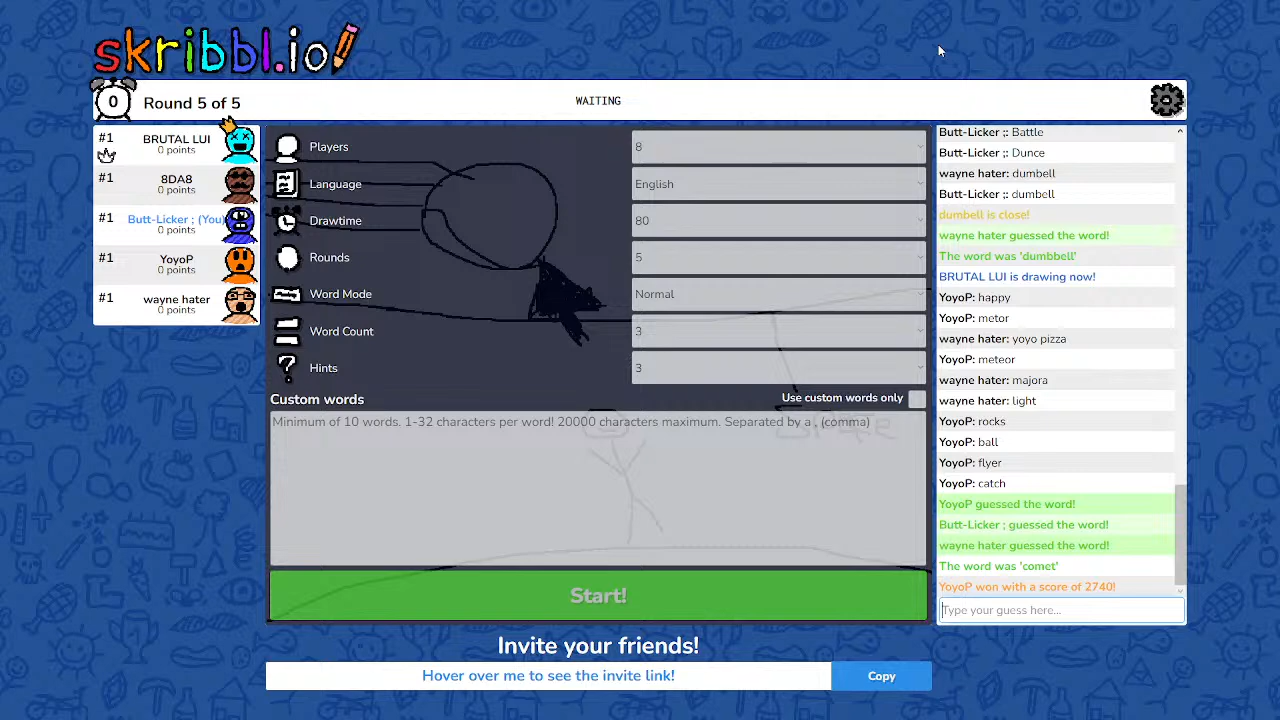 skribbl.io
0
Round 5 of 5
WAITING
#1 BRUTAL LUI
0 points
#1 8DA8
0 points
#1 Butt-Licker ; (You)
0 points
#1 YoyoP
0 points
#1 wayne hater
0 points
Players 8
Language English
Drawtime 80
Rounds 5
Word Mode Normal
Word Count 3
Hints 3
Custom words Use custom words only
Minimum of 10 words. 1-32 characters per word! 20000 characters maximum. Separated by a , (comma)
Start!
Invite your friends!
Hover over me to see the invite link! Copy
Butt-Licker ;: Battle
Butt-Licker ;: Dunce
wayne hater: dumbell
Butt-Licker ;: dumbell
dumbell is close!
wayne hater guessed the word!
The word was 'dumbbell'
BRUTAL LUI is drawing now!
YoyoP: happy
YoyoP: metor
wayne hater: yoyo pizza
YoyoP: meteor
wayne hater: majora
wayne hater: light
YoyoP: rocks
YoyoP: ball
YoyoP: flyer
YoyoP: catch
YoyoP guessed the word!
Butt-Licker ; guessed the word!
wayne hater guessed the word!
The word was 'comet'
YoyoP won with a score of 2740!
Type your guess here...